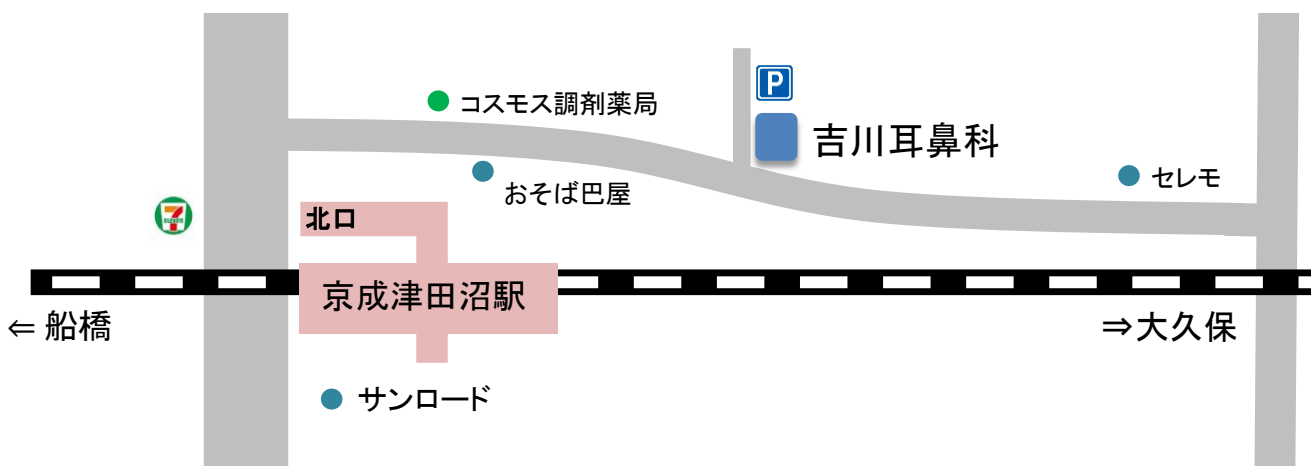 P
コスモス調剤薬局
吉川耳鼻科
セレモ
おそば巴屋
7
ELEVEN
北口
京成津田沼駅
⇐ 船橋
⇒大久保
サンロード